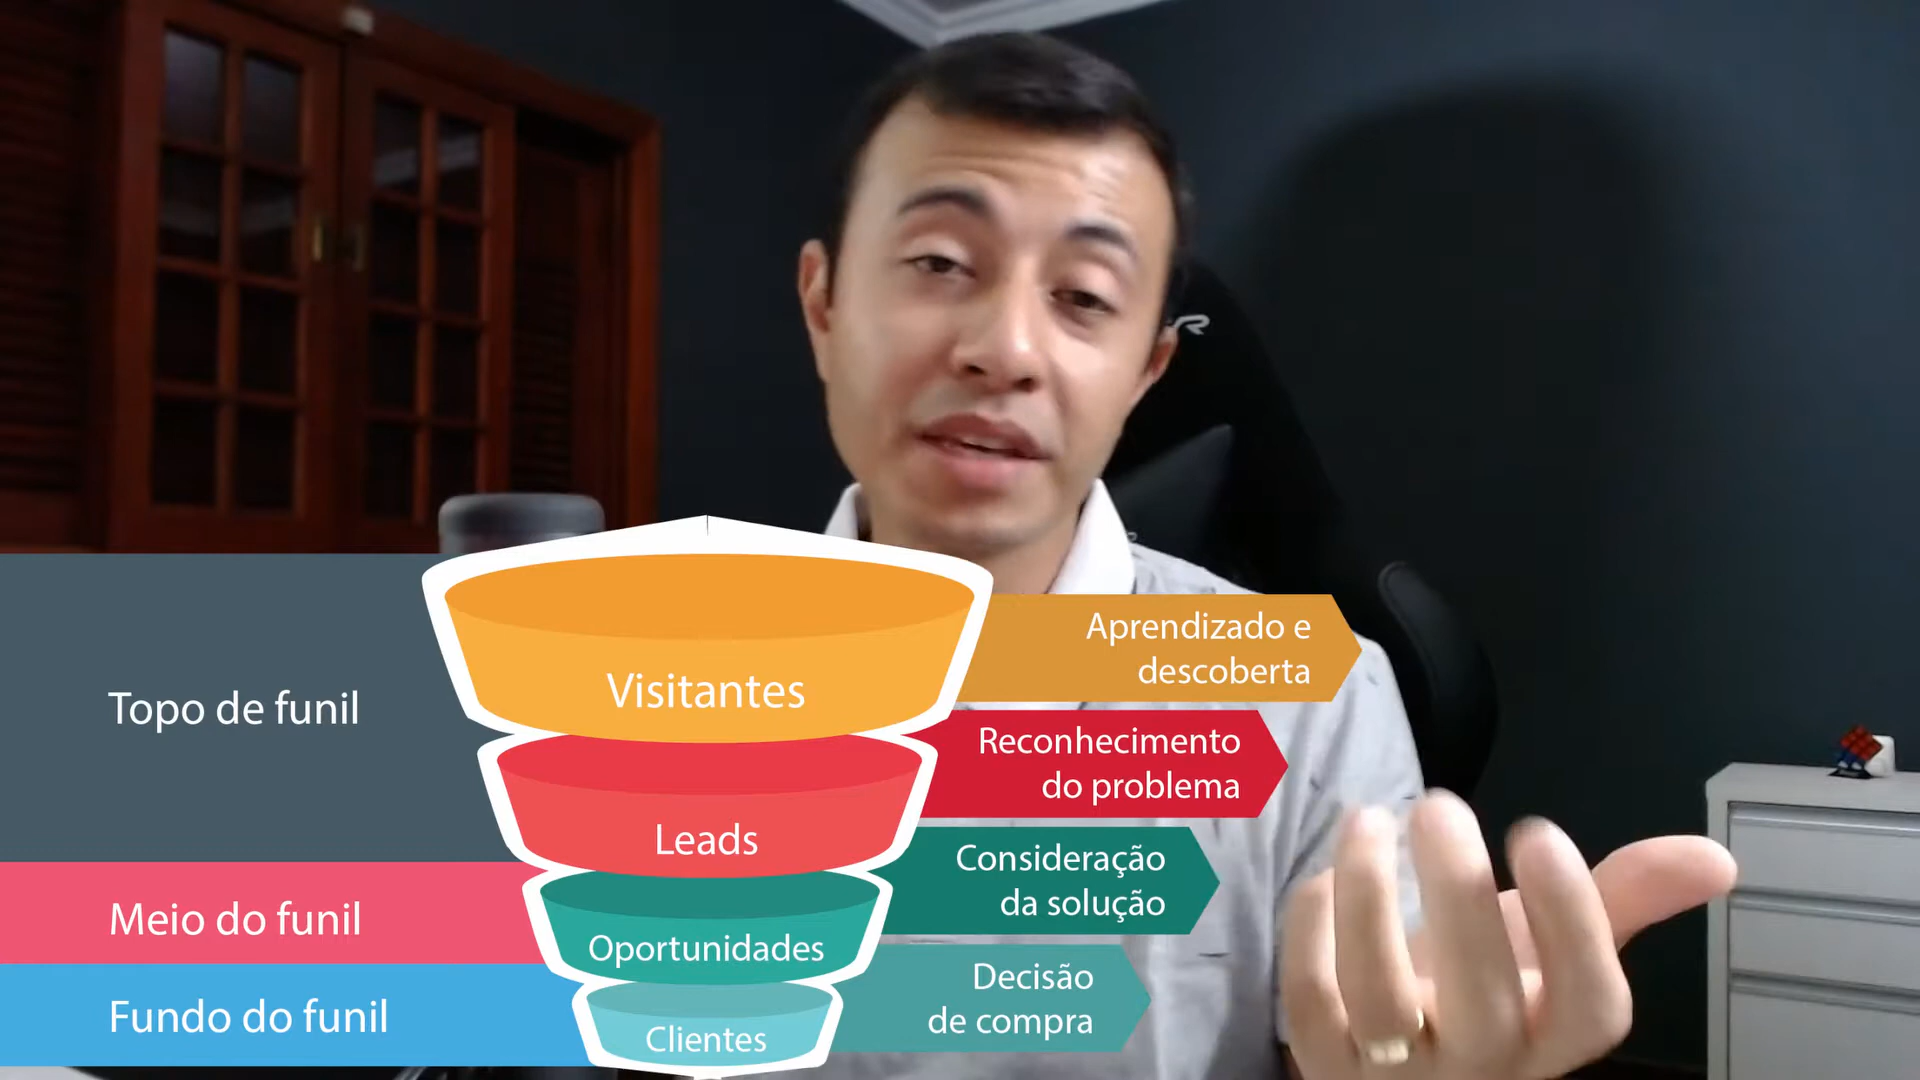 Topo de funil
Meio do funil
Fundo do funil
Visitantes
Leads
Oportunidades
Clientes
Aprendizado e
descoberta
Reconhecimento
do problema
Consideração
da solução
Decisão
de compra